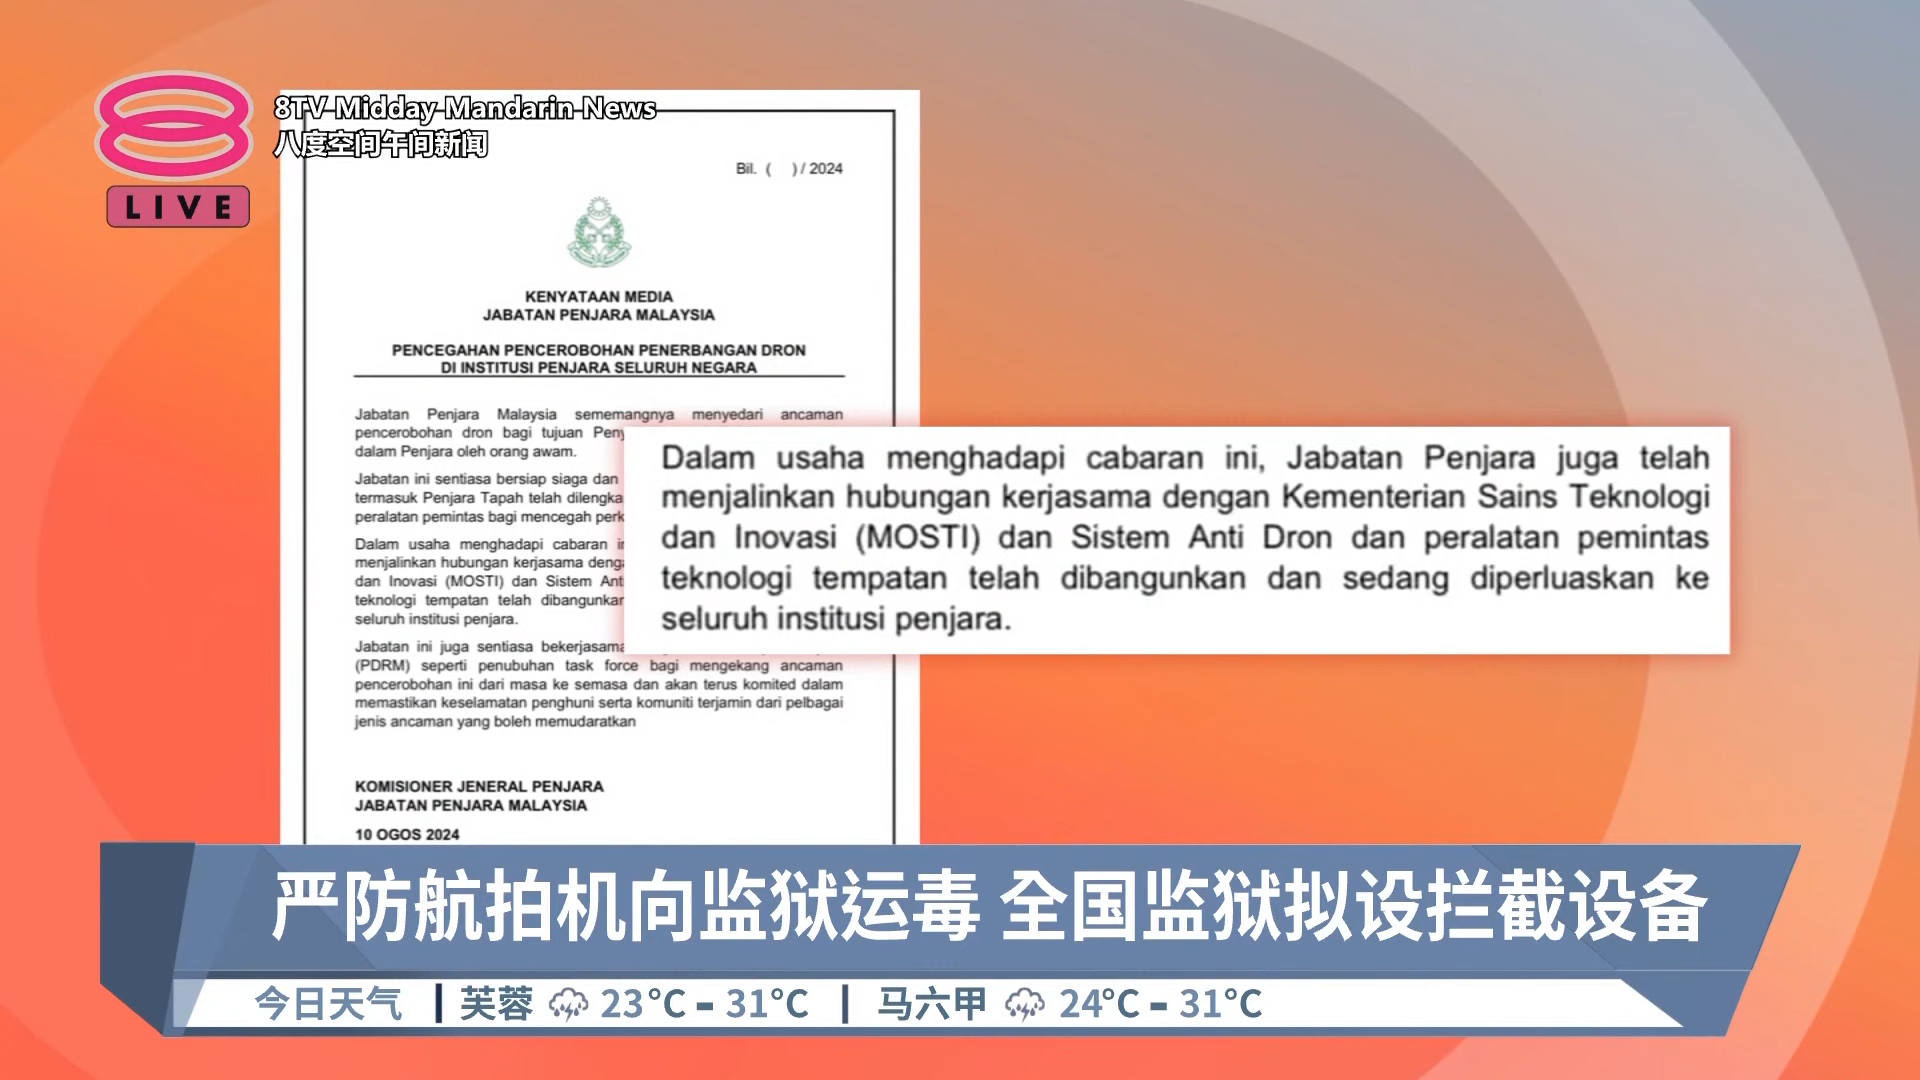 8TV Midday Mandarin News
八度空间午间新闻
LIVE
Bil. ( ) / 2024
KENYATAAN MEDIA
JABATAN PENJARA MALAYSIA
PENCEGAHAN PENCEROBOHAN PENERBANGAN DRON
DI INSTITUSI PENJARA SELURUH NEGARA
Jabatan Penjara Malaysia sememangnya menyedari ancaman
pencerobohan dron bagi tujuan
dalam Penjara oleh orang awam.
Jabatan ini sentiasa bersiap siaga dan
termasuk Penjara Tapah telah
peralatan pemintas bagi mencegah
Dalam usaha menghadapi cabaran
menjalinkan hubungan kerjasama
dan Inovasi (MOSTI) dan Sistem
teknologi tempatan telah
seluruh institusi penjara.
Jabatan ini juga sentiasa
(PDRM) seperti penubuhan task force bagi mengekang ancaman
pencerobohan ini dari masa ke semasa dan akan terus komited dalam
memastikan keselamatan penghuni serta komuniti terjamin dari pelbagai
jenis ancaman yang boleh memudaratkan
KOMISIONER JENERAL PENJARA
JABATAN PENJARA MALAYSIA
10 OGOS 2024
Dalam usaha menghadapi cabaran ini, Jabatan Penjara juga telah
menjalinkan hubungan kerjasama dengan Kementerian Sains Teknologi
dan Inovasi (MOSTI) dan Sistem Anti Dron dan peralatan pemintas
teknologi tempatan telah dibangunkan dan sedang diperluaskan ke
seluruh institusi penjara.
严防航拍机向监狱运毒 全国监狱拟设拦截设备
今日天气 | 芙蓉 23°C - 31°C | 马六甲 24°C - 31°C